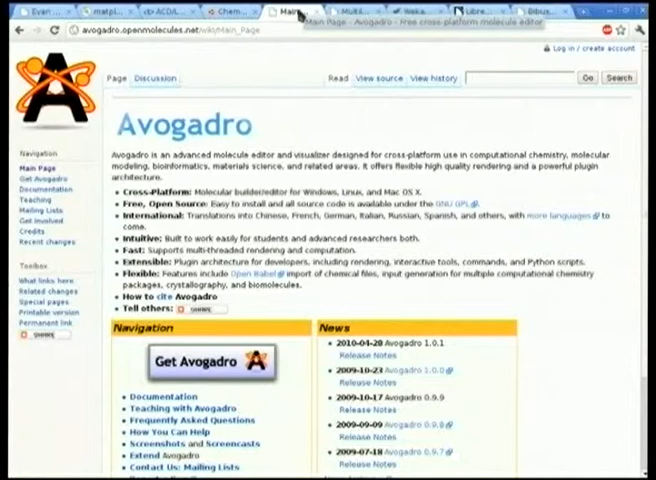 Evan
matpl
ACD/L
Chem
Main
Multil
Weka
Libre
Bibus
Main Page - Avogadro - Free cross-platform molecule editor
avogadro.openmolecules.net/wiki/Main_Page
Log in / create account
Page Discussion Read View source View history Go Search
Avogadro
Navigation
Main Page
Get Avogadro
Documentation
Teaching
Mailing Lists
Get Involved
Credits
Recent changes
Toolbox
What links here
Related changes
Special pages
Printable version
Permanent link
SHARE
Avogadro is an advanced molecule editor and visualizer designed for cross-platform use in computational chemistry, molecular
modeling, bioinformatics, materials science, and related areas. It offers flexible high quality rendering and a powerful plugin
architecture.
Cross-Platform: Molecular builder/editor for Windows, Linux, and Mac OS X.
Free, Open Source: Easy to install and all source code is available under the GNU GPL.
International: Translations into Chinese, French, German, Italian, Russian, Spanish, and others, with more languages to
come.
Intuitive: Built to work easily for students and advanced researchers both.
Fast: Supports multi-threaded rendering and computation.
Extensible: Plugin architecture for developers, including rendering, interactive tools, commands, and Python scripts.
Flexible: Features include Open Babel import of chemical files, input generation for multiple computational chemistry
packages, crystallography, and biomolecules.
How to cite Avogadro
Tell others: SHARE
Navigation
Get Avogadro
Documentation
Teaching with Avogadro
Frequently Asked Questions
How You Can Help
Screenshots and Screencasts
Extend Avogadro
Contact Us: Mailing Lists
News
2010-04-28 Avogadro 1.0.1
Release Notes
2009-10-23 Avogadro 1.0.0
Release Notes
2009-10-17 Avogadro 0.9.9
Release Notes
2009-09-09 Avogadro 0.9.8
Release Notes
2009-07-18 Avogadro 0.9.7
Release Notes